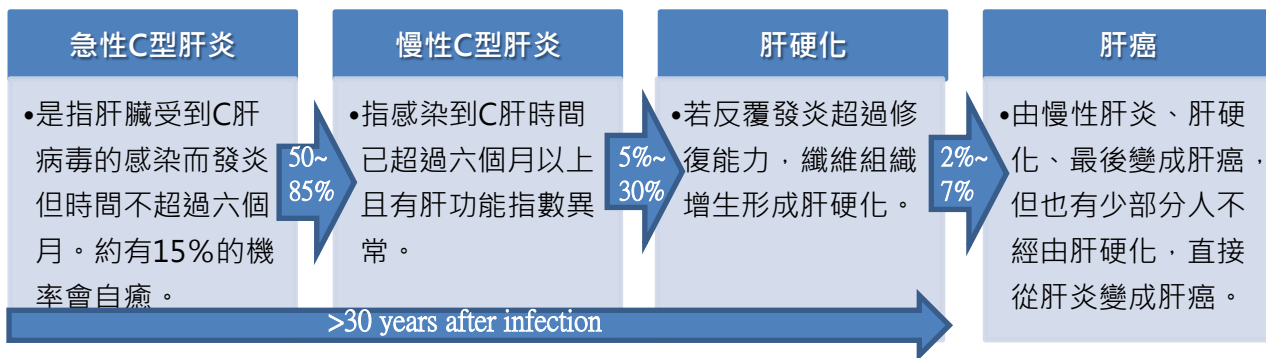 急性C型肝炎
•是指肝臟受到C肝
病毒的感染而發炎
但時間不超過六個
月。約有15%的機
率會自癒。
50~
85%
慢性C型肝炎
•指感染到C肝時間
已超過六個月以上
且有肝功能指數異
常。
5%~
30%
肝硬化
•若反覆發炎超過修
復能力，纖維組織
增生形成肝硬化。
2%~
7%
肝癌
•由慢性肝炎、肝硬
化、最後變成肝癌，
但也有少部分人不
經由肝硬化，直接
從肝炎變成肝癌。
>30 years after infection